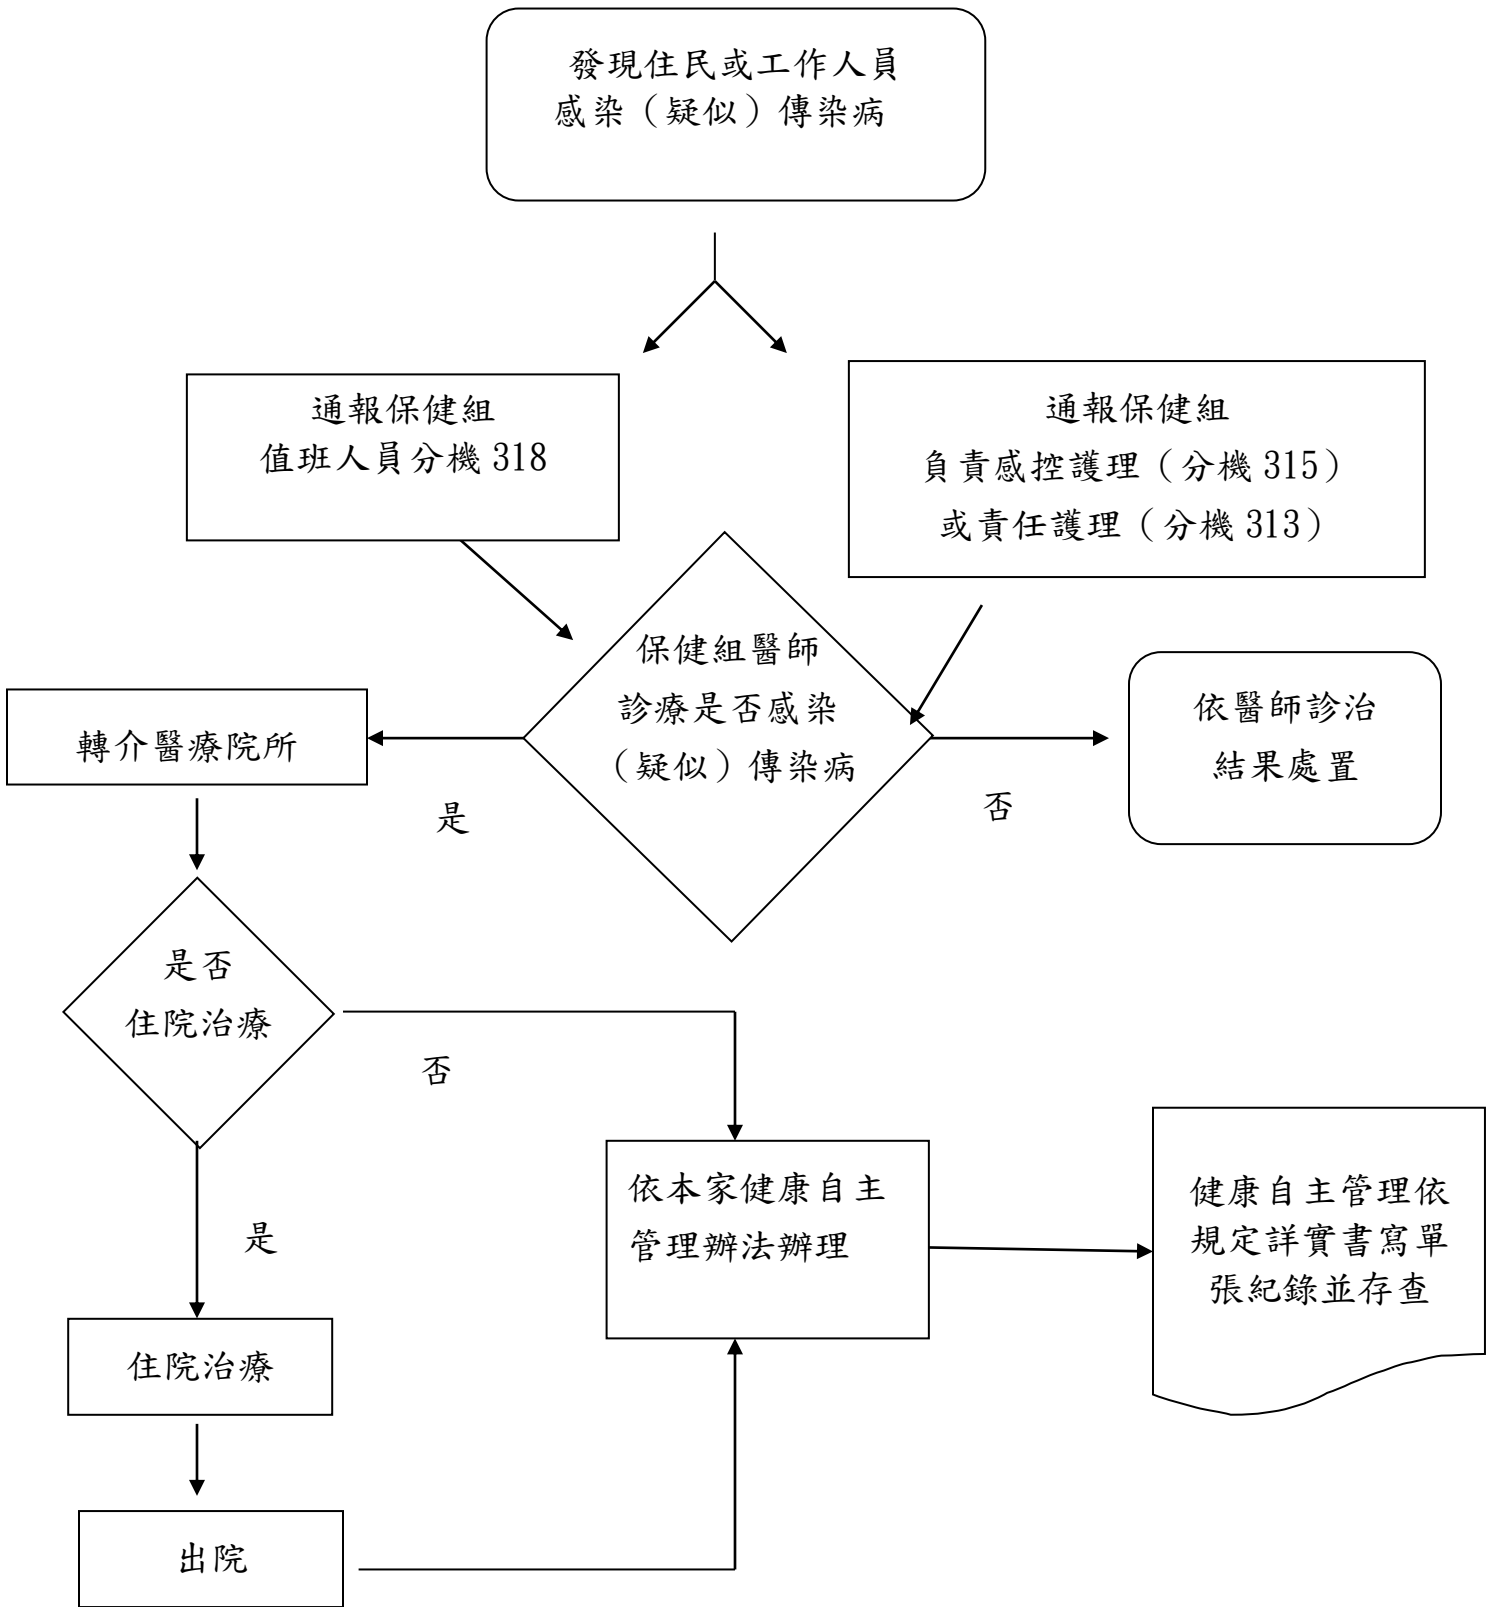 發現住民或工作人員
感染（疑似）傳染病
通報保健組
值班人員分機 318
通報保健組
負責感控護理（分機 315）
或責任護理（分機 313）
保健組醫師
診療是否感染
（疑似）傳染病
轉介醫療院所
依醫師診治
結果處置
是
否
是否
住院治療
否
是
依本家健康自主
管理辦法辦理
健康自主管理依
規定詳實書寫單
張紀錄並存查
住院治療
出院